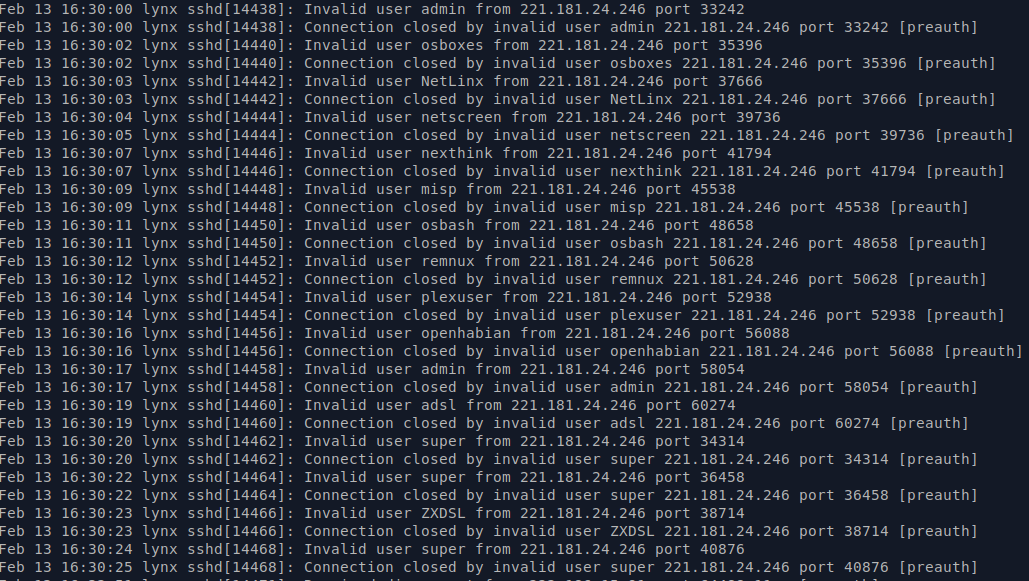 Feb 13 16:30:00 lynx sshd[14438]: Invalid user admin from 221.181.24.246 port 33242
Feb 13 16:30:00 lynx sshd[14438]: Connection closed by invalid user admin 221.181.24.246 port 33242 [preauth]
Feb 13 16:30:02 lynx sshd[14440]: Invalid user osboxes from 221.181.24.246 port 35396
Feb 13 16:30:02 lynx sshd[14440]: Connection closed by invalid user osboxes 221.181.24.246 port 35396 [preauth]
Feb 13 16:30:03 lynx sshd[14442]: Invalid user NetLinx from 221.181.24.246 port 37666
Feb 13 16:30:03 lynx sshd[14442]: Connection closed by invalid user NetLinx 221.181.24.246 port 37666 [preauth]
Feb 13 16:30:04 lynx sshd[14444]: Invalid user netscreen from 221.181.24.246 port 39736
Feb 13 16:30:05 lynx sshd[14444]: Connection closed by invalid user netscreen 221.181.24.246 port 39736 [preauth]
Feb 13 16:30:07 lynx sshd[14446]: Invalid user nexthink from 221.181.24.246 port 41794
Feb 13 16:30:07 lynx sshd[14446]: Connection closed by invalid user nexthink 221.181.24.246 port 41794 [preauth]
Feb 13 16:30:09 lynx sshd[14448]: Invalid user misp from 221.181.24.246 port 45538
Feb 13 16:30:09 lynx sshd[14448]: Connection closed by invalid user misp 221.181.24.246 port 45538 [preauth]
Feb 13 16:30:11 lynx sshd[14450]: Invalid user osbash from 221.181.24.246 port 48658
Feb 13 16:30:11 lynx sshd[14450]: Connection closed by invalid user osbash 221.181.24.246 port 48658 [preauth]
Feb 13 16:30:12 lynx sshd[14452]: Invalid user remnux from 221.181.24.246 port 50628
Feb 13 16:30:12 lynx sshd[14452]: Connection closed by invalid user remnux 221.181.24.246 port 50628 [preauth]
Feb 13 16:30:14 lynx sshd[14454]: Invalid user plexuser from 221.181.24.246 port 52938
Feb 13 16:30:14 lynx sshd[14454]: Connection closed by invalid user plexuser 221.181.24.246 port 52938 [preauth]
Feb 13 16:30:16 lynx sshd[14456]: Invalid user openhabian from 221.181.24.246 port 56088
Feb 13 16:30:16 lynx sshd[14456]: Connection closed by invalid user openhabian 221.181.24.246 port 56088 [preauth]
Feb 13 16:30:17 lynx sshd[14458]: Invalid user admin from 221.181.24.246 port 58054
Feb 13 16:30:17 lynx sshd[14458]: Connection closed by invalid user admin 221.181.24.246 port 58054 [preauth]
Feb 13 16:30:19 lynx sshd[14460]: Invalid user adsl from 221.181.24.246 port 60274
Feb 13 16:30:19 lynx sshd[14460]: Connection closed by invalid user adsl 221.181.24.246 port 60274 [preauth]
Feb 13 16:30:20 lynx sshd[14462]: Invalid user super from 221.181.24.246 port 34314
Feb 13 16:30:20 lynx sshd[14462]: Connection closed by invalid user super 221.181.24.246 port 34314 [preauth]
Feb 13 16:30:22 lynx sshd[14464]: Invalid user super from 221.181.24.246 port 36458
Feb 13 16:30:22 lynx sshd[14464]: Connection closed by invalid user super 221.181.24.246 port 36458 [preauth]
Feb 13 16:30:23 lynx sshd[14466]: Invalid user ZXDSL from 221.181.24.246 port 38714
Feb 13 16:30:23 lynx sshd[14466]: Connection closed by invalid user ZXDSL 221.181.24.246 port 38714 [preauth]
Feb 13 16:30:24 lynx sshd[14468]: Invalid user super from 221.181.24.246 port 40876
Feb 13 16:30:25 lynx sshd[14468]: Connection closed by invalid user super 221.181.24.246 port 40876 [preauth]